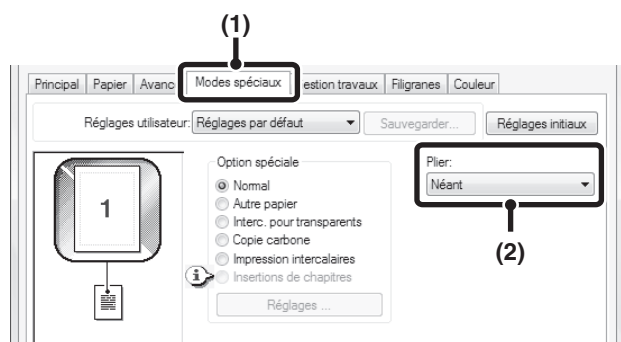 (1)
Principal Papier Avanc Modes spéciaux estion travaux Filigranes Couleur
Réglages utilisateur: Réglages par défaut Sauvegarder... Réglages initiaux
Option spéciale Plier:
Normal Néant
1 Autre papier
Interc. pour transparents
Copie carbone (2)
Impression intercalaires
i Insertions de chapitres
Réglages ...